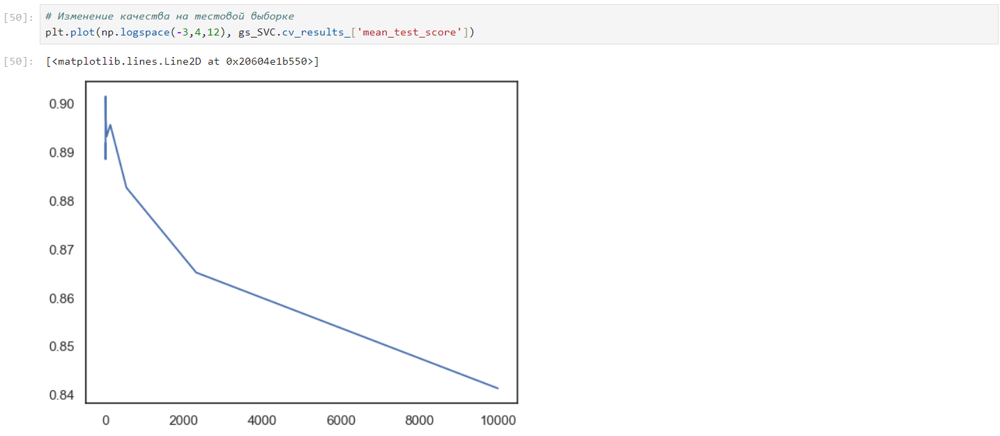 [50]: # Изменение качества на тестовой выборке
plt.plot(np.logspace(-3,4,12), gs_SVC.cv_results_['mean_test_score'])
[50]: [<matplotlib.lines.Line2D at 0x20604e1b550>]
0.90
0.89
0.88
0.87
0.86
0.85
0.84
0 2000 4000 6000 8000 10000